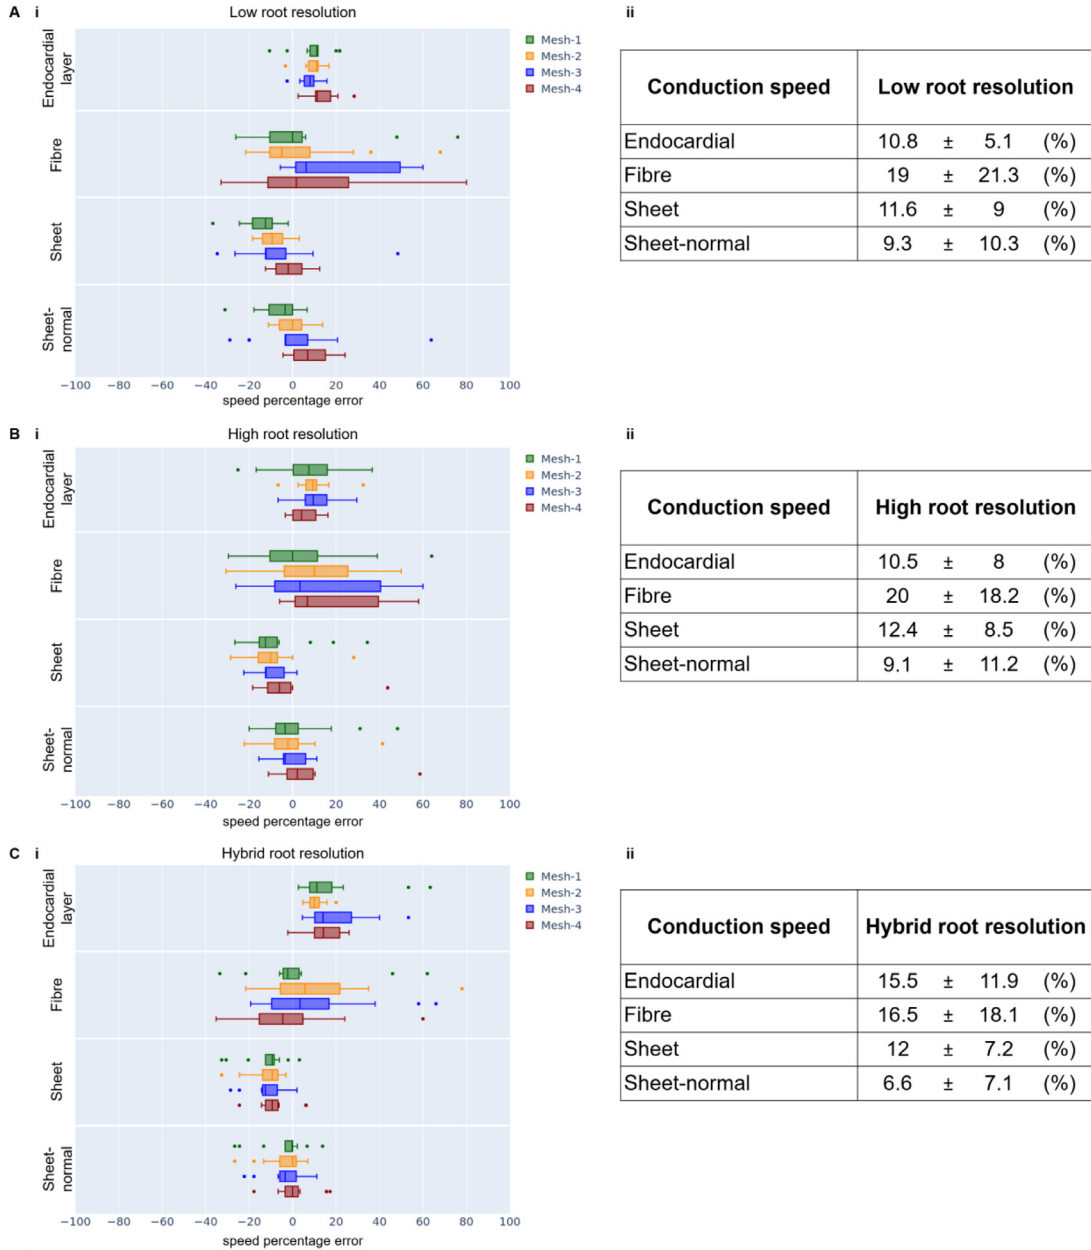 A i Low root resolution ii
Endocardial
layer
Fibre
Sheet
Sheet-
normal
Mesh-1
Mesh-2
Mesh-3
Mesh-4
−100 −80 −60 −40 −20 0 20 40 60 80 100
speed percentage error
Conduction speed Low root resolution
Endocardial 10.8 ± 5.1 (%)
Fibre 19 ± 21.3 (%)
Sheet 11.6 ± 9 (%)
Sheet-normal 9.3 ± 10.3 (%)
B i High root resolution ii
Endocardial
layer
Fibre
Sheet
Sheet-
normal
Mesh-1
Mesh-2
Mesh-3
Mesh-4
−100 −80 −60 −40 −20 0 20 40 60 80 100
speed percentage error
Conduction speed High root resolution
Endocardial 10.5 ± 8 (%)
Fibre 20 ± 18.2 (%)
Sheet 12.4 ± 8.5 (%)
Sheet-normal 9.1 ± 11.2 (%)
C i Hybrid root resolution ii
Endocardial
layer
Fibre
Sheet
Sheet-
normal
Mesh-1
Mesh-2
Mesh-3
Mesh-4
−100 −80 −60 −40 −20 0 20 40 60 80 100
speed percentage error
Conduction speed Hybrid root resolution
Endocardial 15.5 ± 11.9 (%)
Fibre 16.5 ± 18.1 (%)
Sheet 12 ± 7.2 (%)
Sheet-normal 6.6 ± 7.1 (%)